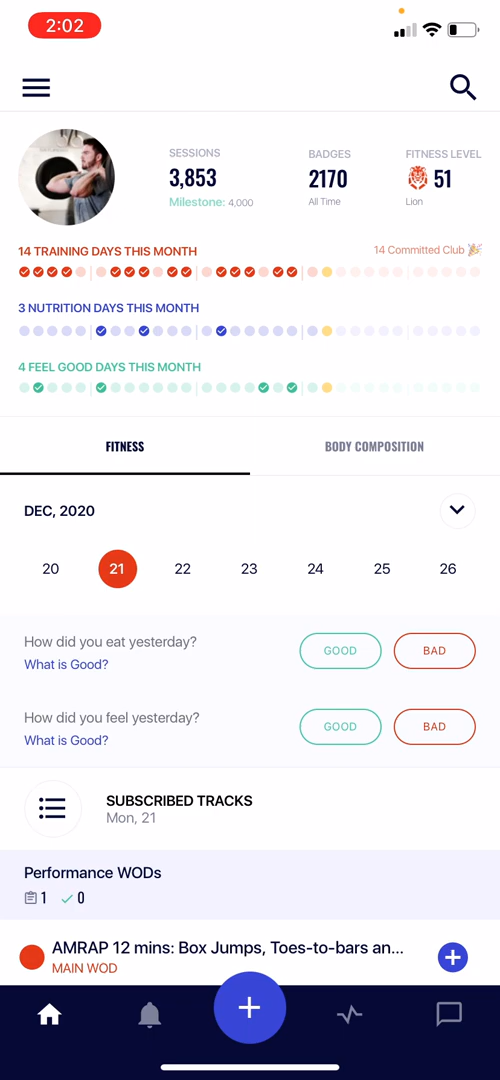 2:02
SESSIONS
3,853
Milestone: 4,000
BADGES
2170
All Time
FITNESS LEVEL
51
Lion
14 TRAINING DAYS THIS MONTH
14 Committed Club
3 NUTRITION DAYS THIS MONTH
4 FEEL GOOD DAYS THIS MONTH
FITNESS
BODY COMPOSITION
DEC, 2020
20 21 22 23 24 25 26
How did you eat yesterday?
What is Good?
GOOD
BAD
How did you feel yesterday?
What is Good?
GOOD
BAD
SUBSCRIBED TRACKS
Mon, 21
Performance WODs
1 0
AMRAP 12 mins: Box Jumps, Toes-to-bars an...
MAIN WOD